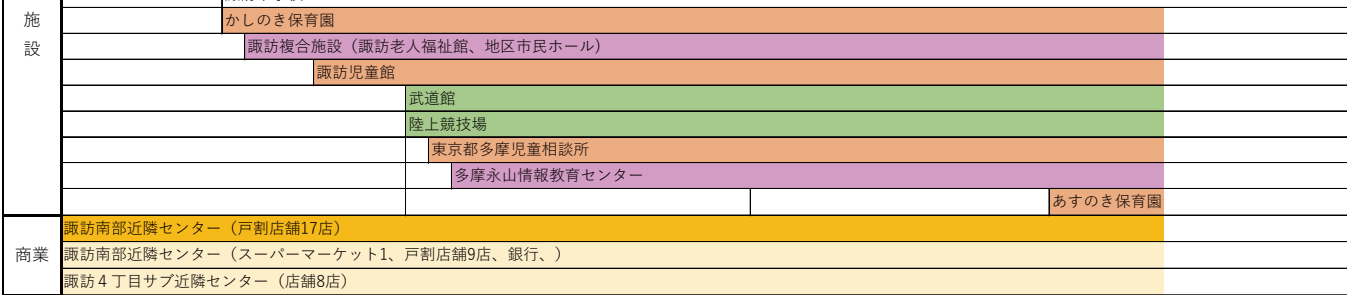 施
設
かしのき保育園
諏訪複合施設（諏訪老人福祉館、地区市民ホール）
諏訪児童館
武道館
陸上競技場
東京都多摩児童相談所
多摩永山情報教育センター
あすのき保育園
商業
諏訪南部近隣センター（戸割店舗17店）
諏訪南部近隣センター（スーパーマーケット1、戸割店舗9店、銀行、）
諏訪４丁目サブ近隣センター（店舗8店）